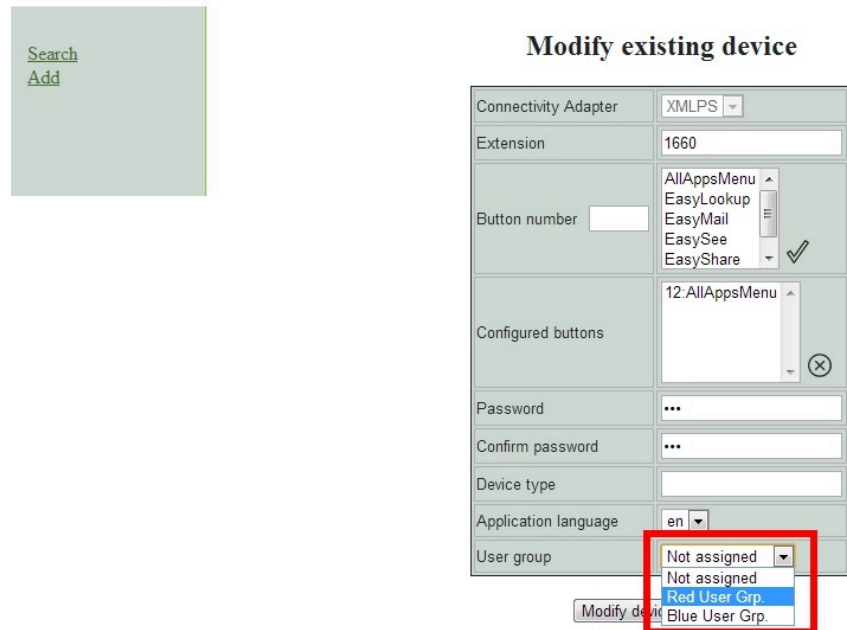 Search
Add
Modify existing device
Connectivity Adapter XMLPS
Extension 1660
Button number
AllAppsMenu
EasyLookup
EasyMail
EasySee
EasyShare
Configured buttons
12:AllAppsMenu
Password •••
Confirm password •••
Device type
Application language en
User group Not assigned
Not assigned
Red User Grp.
Blue User Grp.
Modify